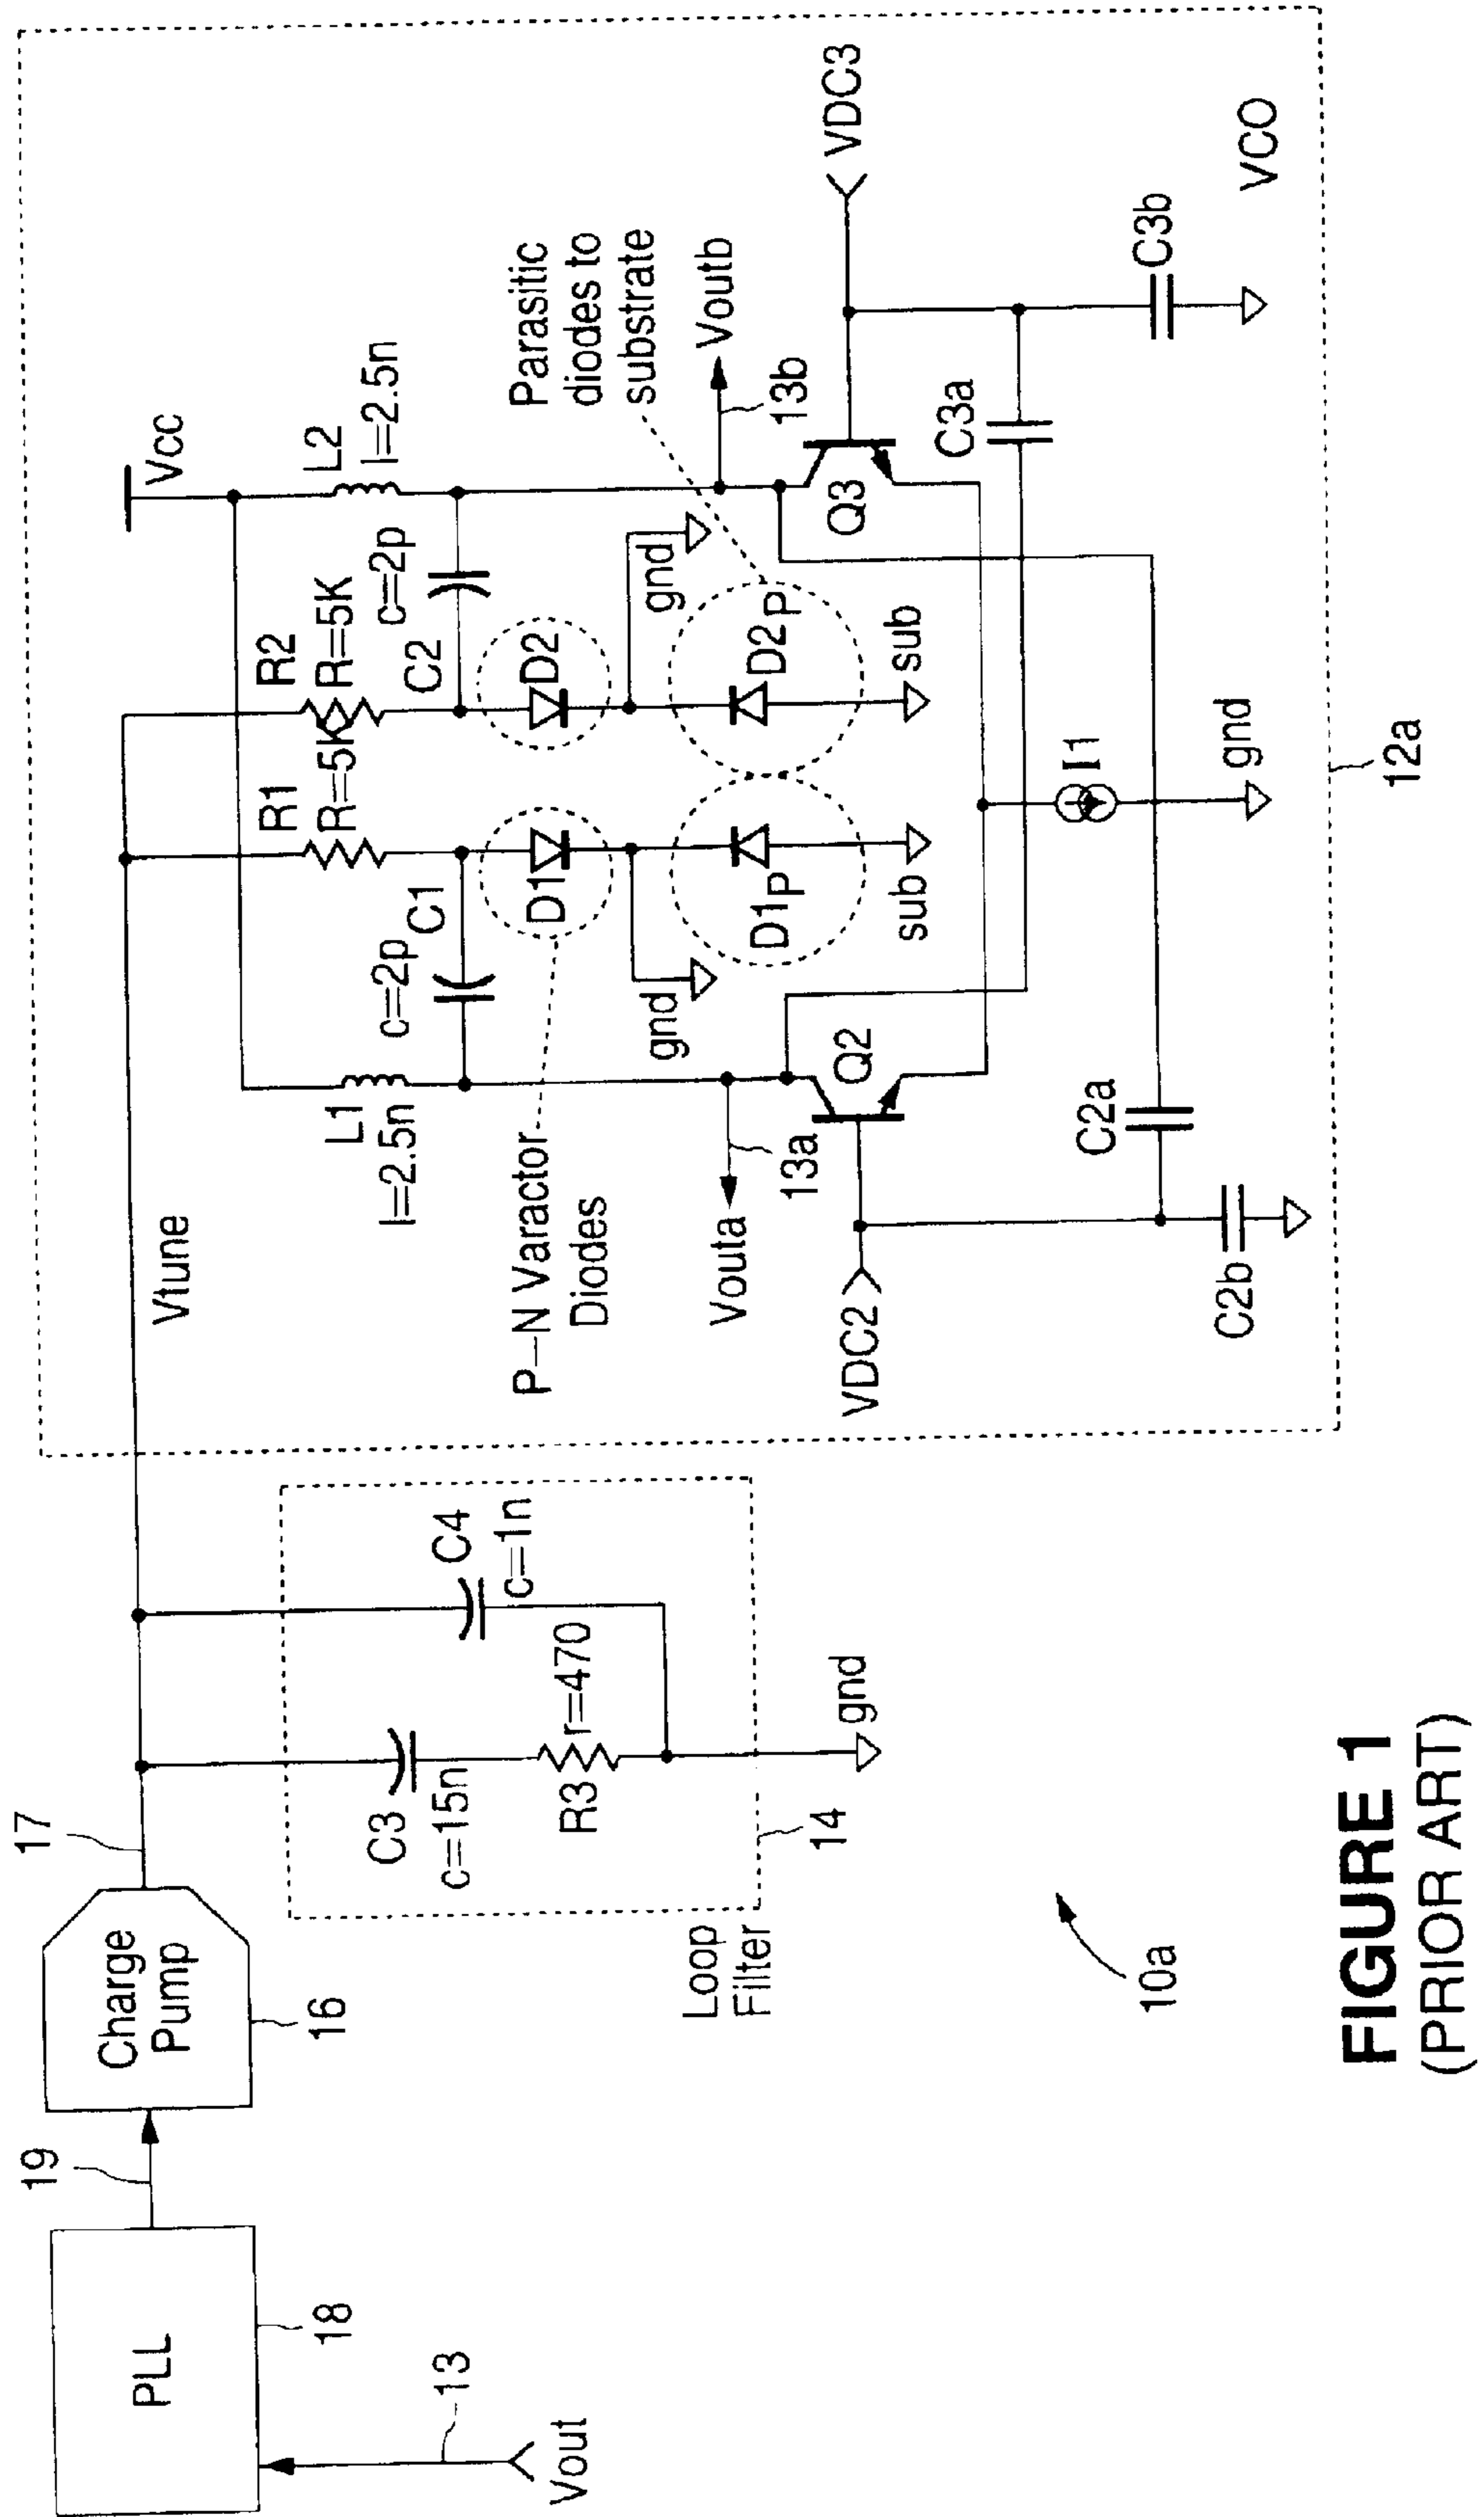 PLL
18
13
Vout
19
Charge
Pump
16
17
Loop
Filter
14
C3
c=15n
R3
r=470
C4
c=1n
gnd
Vtune
Vcc
L1
l=2.5n
c=2p
C1
R1
R=5K
R2
R=5K
C2
c=2p
L2
l=2.5n
P-N Varactor
Diodes
D1
D2
gnd
gnd
Parasitic
diodes to
substrate
D1P
D2P
sub
sub
Vouta
13a
Voutb
13b
Q2
Q3
VDC2
VDC3
C2a
C2b
C3a
C3b
I1
gnd
VCO
12a
10a
FIGURE 1
(PRIOR ART)